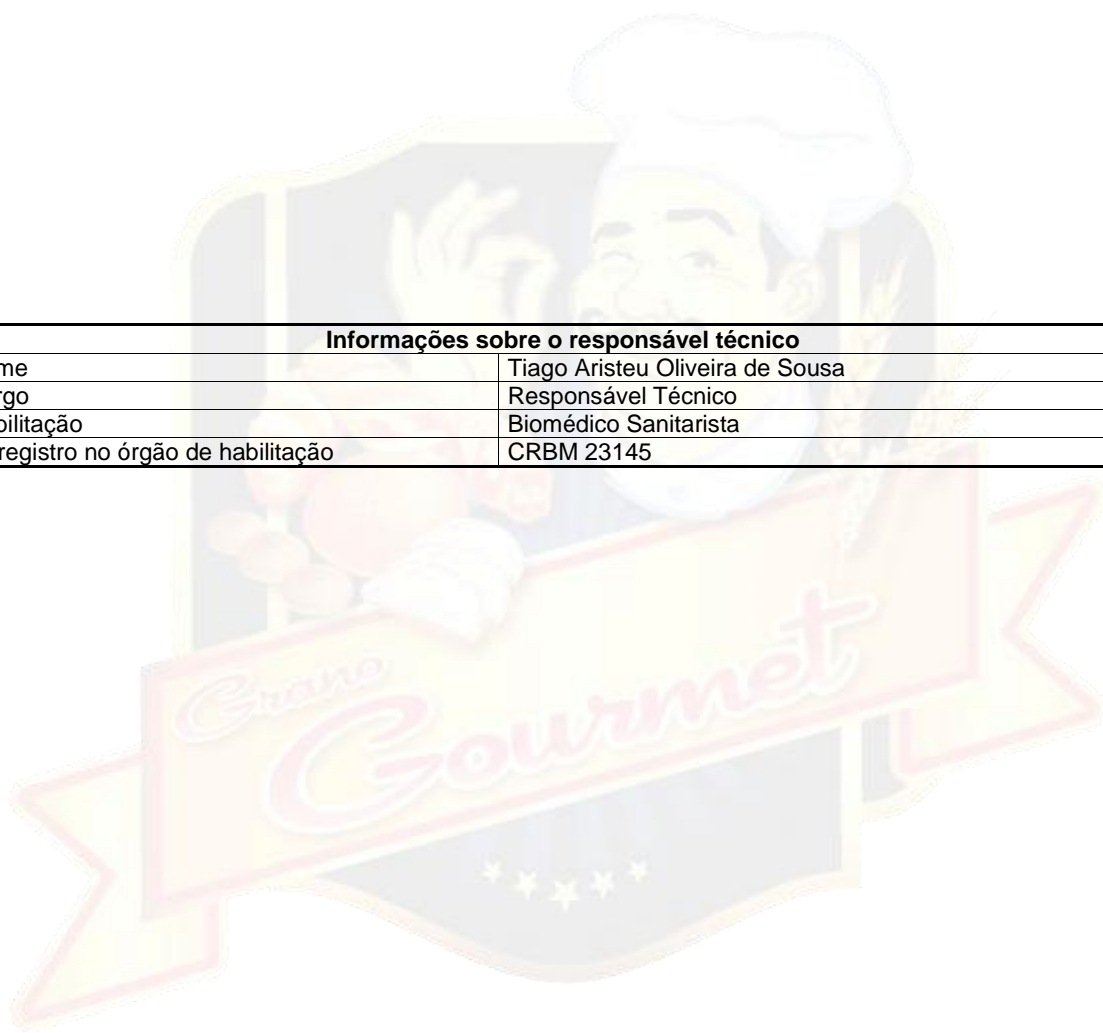 Informações sobre o responsável técnico
me Tiago Aristeu Oliveira de Sousa
rgo Responsável Técnico
bilitação Biomédico Sanitarista
registro no órgão de habilitação CRBM 23145
Grano
Gourmet